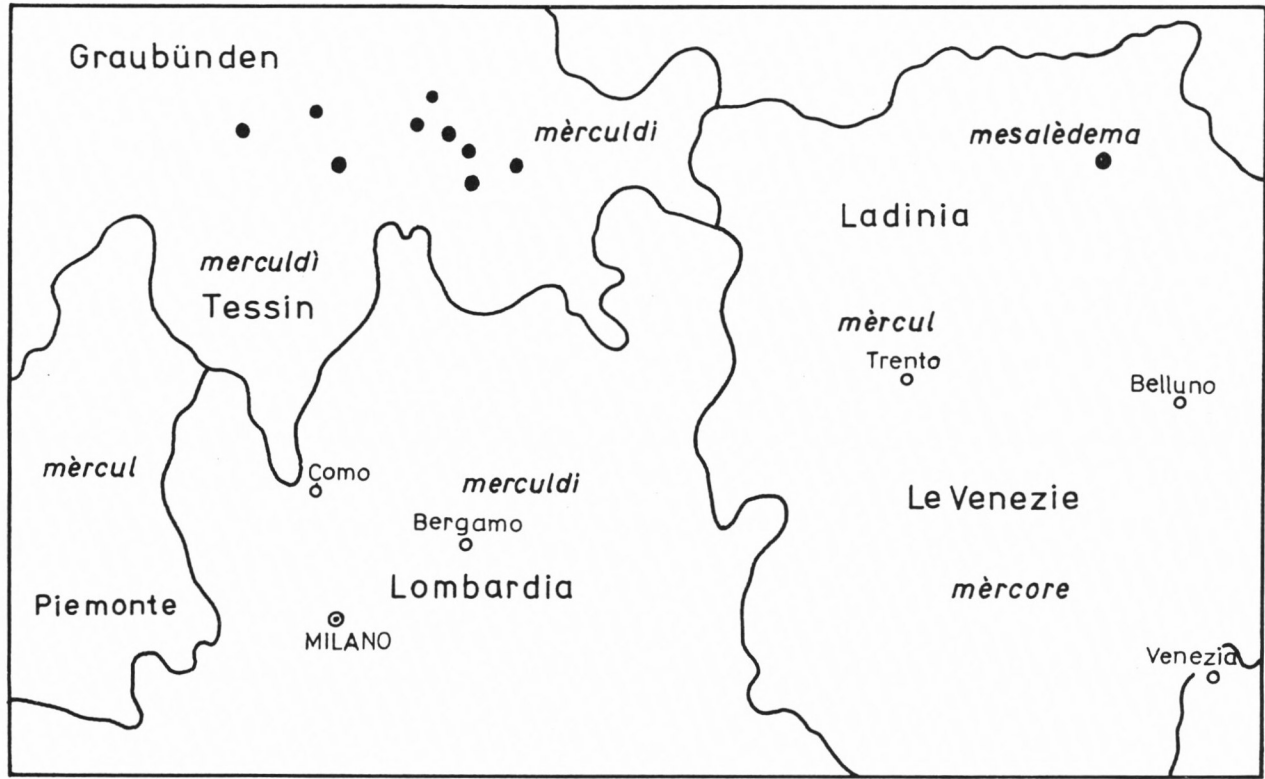 Graubünden
mèrculdi
mesalèdema
Ladinia
merculdì
Tessin
mèrcul
Trento
Belluno
mèrcul
Como
merculdi
Bergamo
Le Venezie
Lombardia
mèrcore
Piemonte
MILANO
Venezia